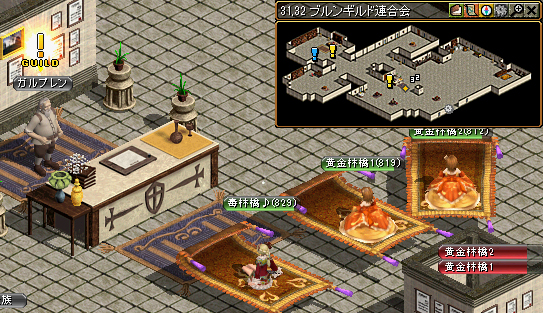 31,32 ブルンギルド連合会
GUILD
ガルプレン
32
黄金林檎2(812)
黄金林檎1(819)
毒林檎♪(829)
黄金林檎2
黄金林檎1
族